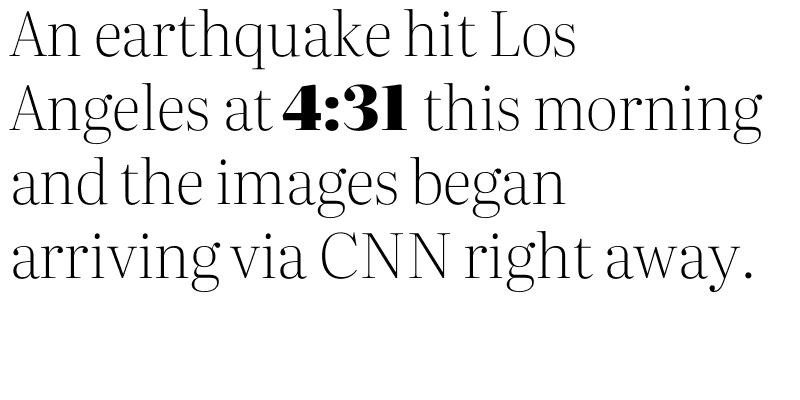 An earthquake hit Los
Angeles at 4:31 this morning
and the images began
arriving via CNN right away.